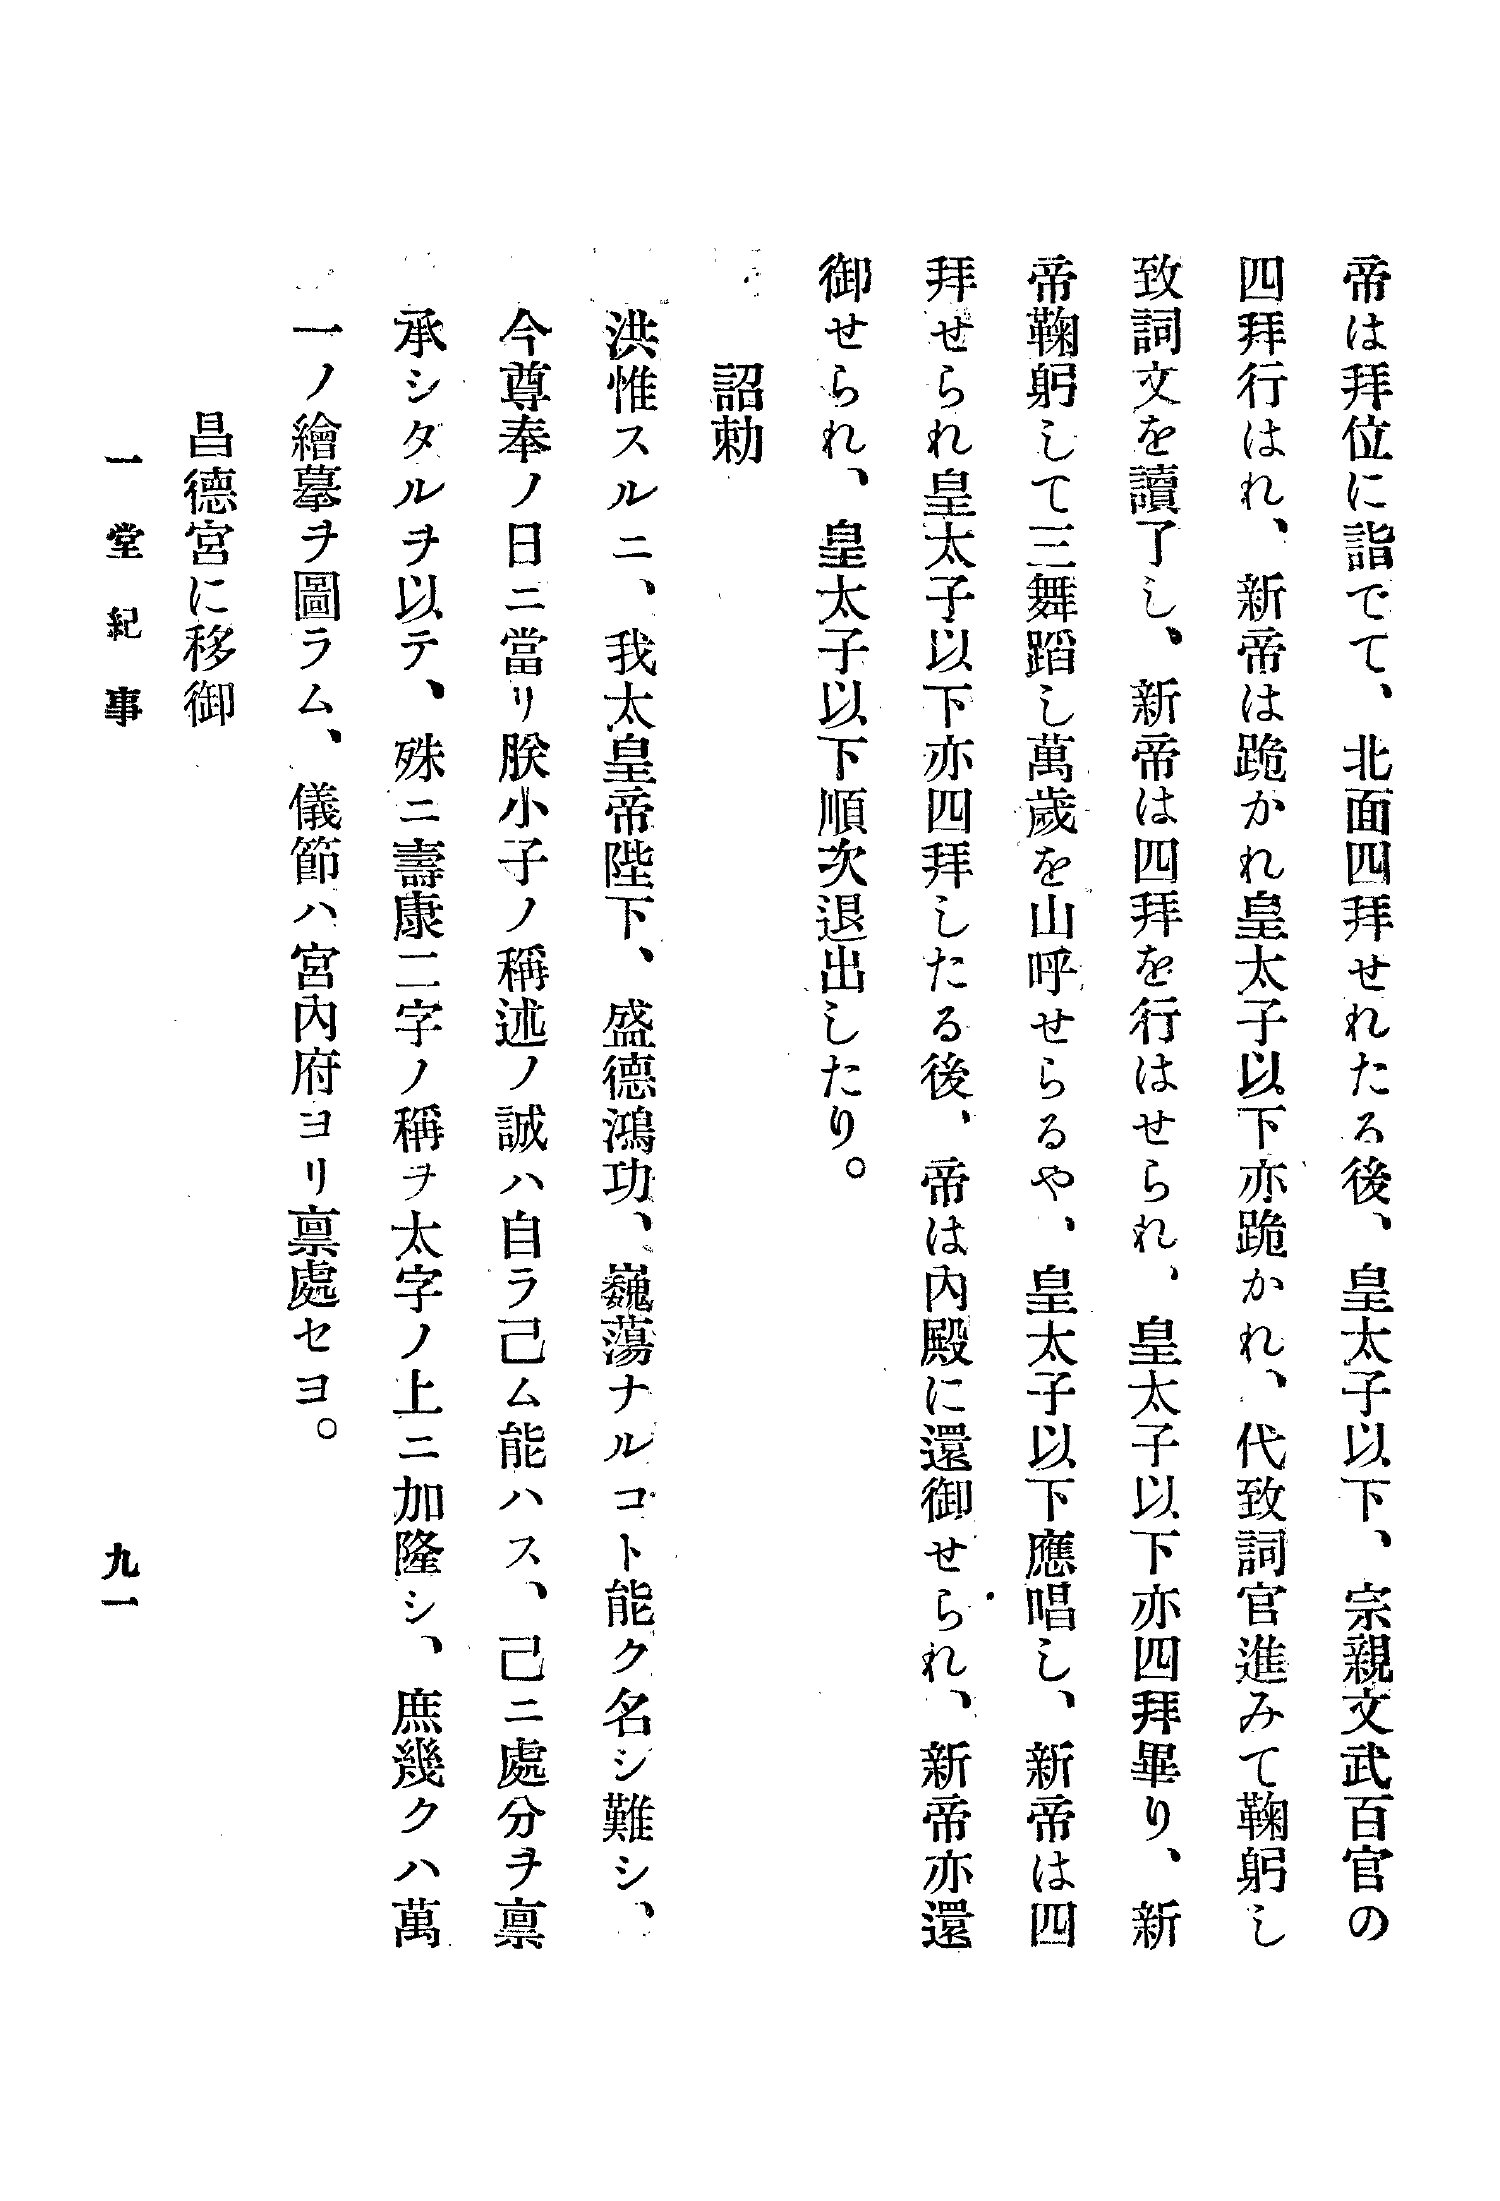 帝は拜位に詣でて、北面四拜せれたる後、皇太子以下、宗親文武百官の
四拜行はれ、新帝は跪かれ皇太子以下亦跪かれ、代致詞官進みて鞠躬し
致詞文を讀了し、新帝は四拜を行はせられ、皇太子以下亦四拜畢り、新
帝鞠躬して三舞蹈し萬歲を山呼せらるや、皇太子以下應唱し、新帝は四
拜せられ皇太子以下亦四拜したる後、帝は內殿に還御せられ、新帝亦還
御せられ、皇太子以下順次退出したり。
詔勅
洪惟スルニ、我太皇帝陛下、盛德鴻功、巍蕩ナルコト能ク名シ難シ、
今尊奉ノ日ニ當リ朕小子ノ稱述ノ誠ハ自ラ己ム能ハス、己ニ處分ヲ禀
承シタルヲ以テ、殊ニ壽康二字ノ稱ヲ太字ノ上ニ加隆シ、庶幾クハ萬
一ノ繪摹ヲ圖ラム、儀節ハ宮內府ヨリ禀處セヨ。
昌德宮に移御
一堂紀事
九一